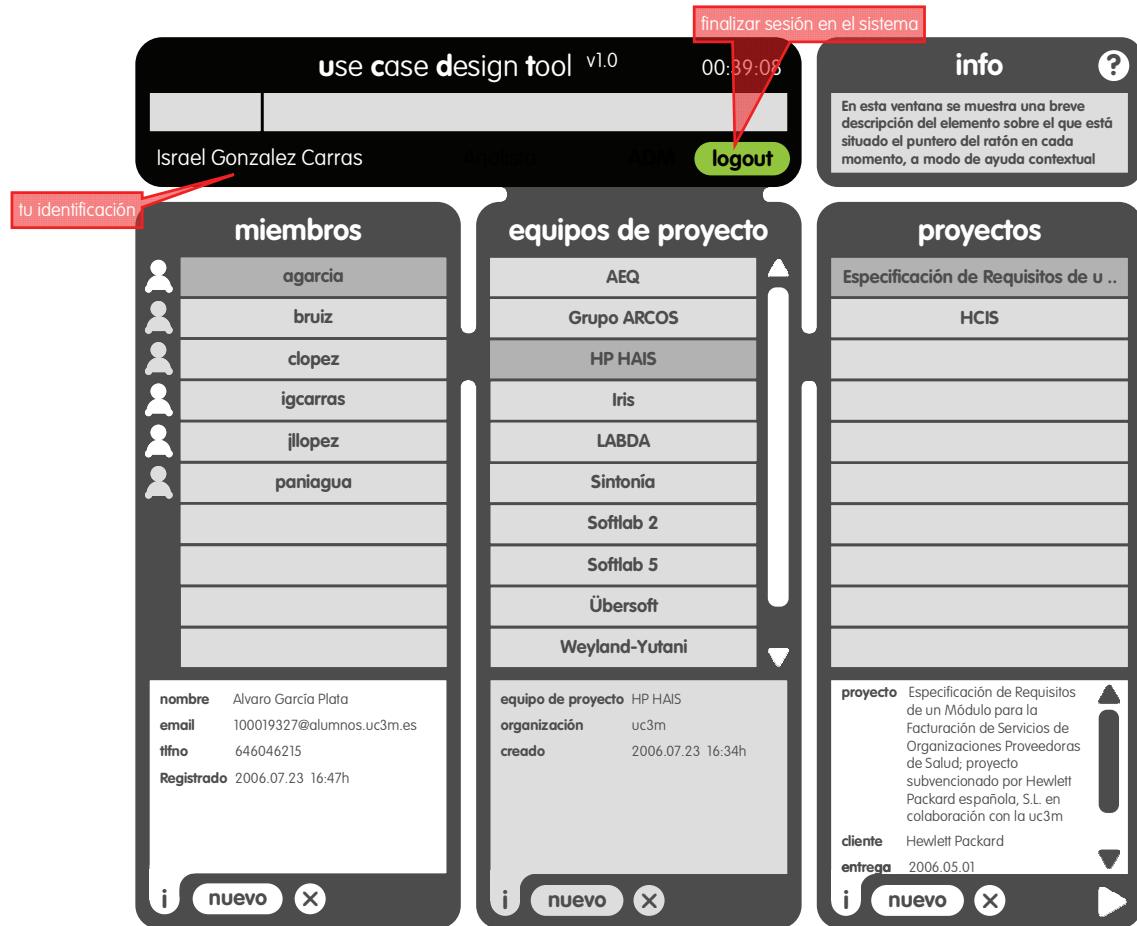 finalizar sesión en el sistema
use case design tool v1.0 00:39:08
Israel Gonzalez Carras Analista ADM logout
tu identificación
info ?
En esta ventana se muestra una breve
descripción del elemento sobre el que está
situado el puntero del ratón en cada
momento, a modo de ayuda contextual
miembros
agarcia
bruiz
clopez
igcarras
jllopez
paniagua
nombre Alvaro García Plata
email 100019327@alumnos.uc3m.es
tlfno 646046215
Registrado 2006.07.23 16:47h
i nuevo
equipos de proyecto
AEQ
Grupo ARCOS
HP HAIS
Iris
LABDA
Sintonía
Softlab 2
Softlab 5
Übersoft
Weyland-Yutani
equipo de proyecto HP HAIS
organización uc3m
creado 2006.07.23 16:34h
i nuevo
proyectos
Especificación de Requisitos de u ..
HCIS
proyecto Especificación de Requisitos
de un Módulo para la
Facturación de Servicios de
Organizaciones Proveedoras
de Salud; proyecto
subvencionado por Hewlett
Packard española, S.L. en
colaboración con la uc3m
cliente Hewlett Packard
entrega 2006.05.01
i nuevo